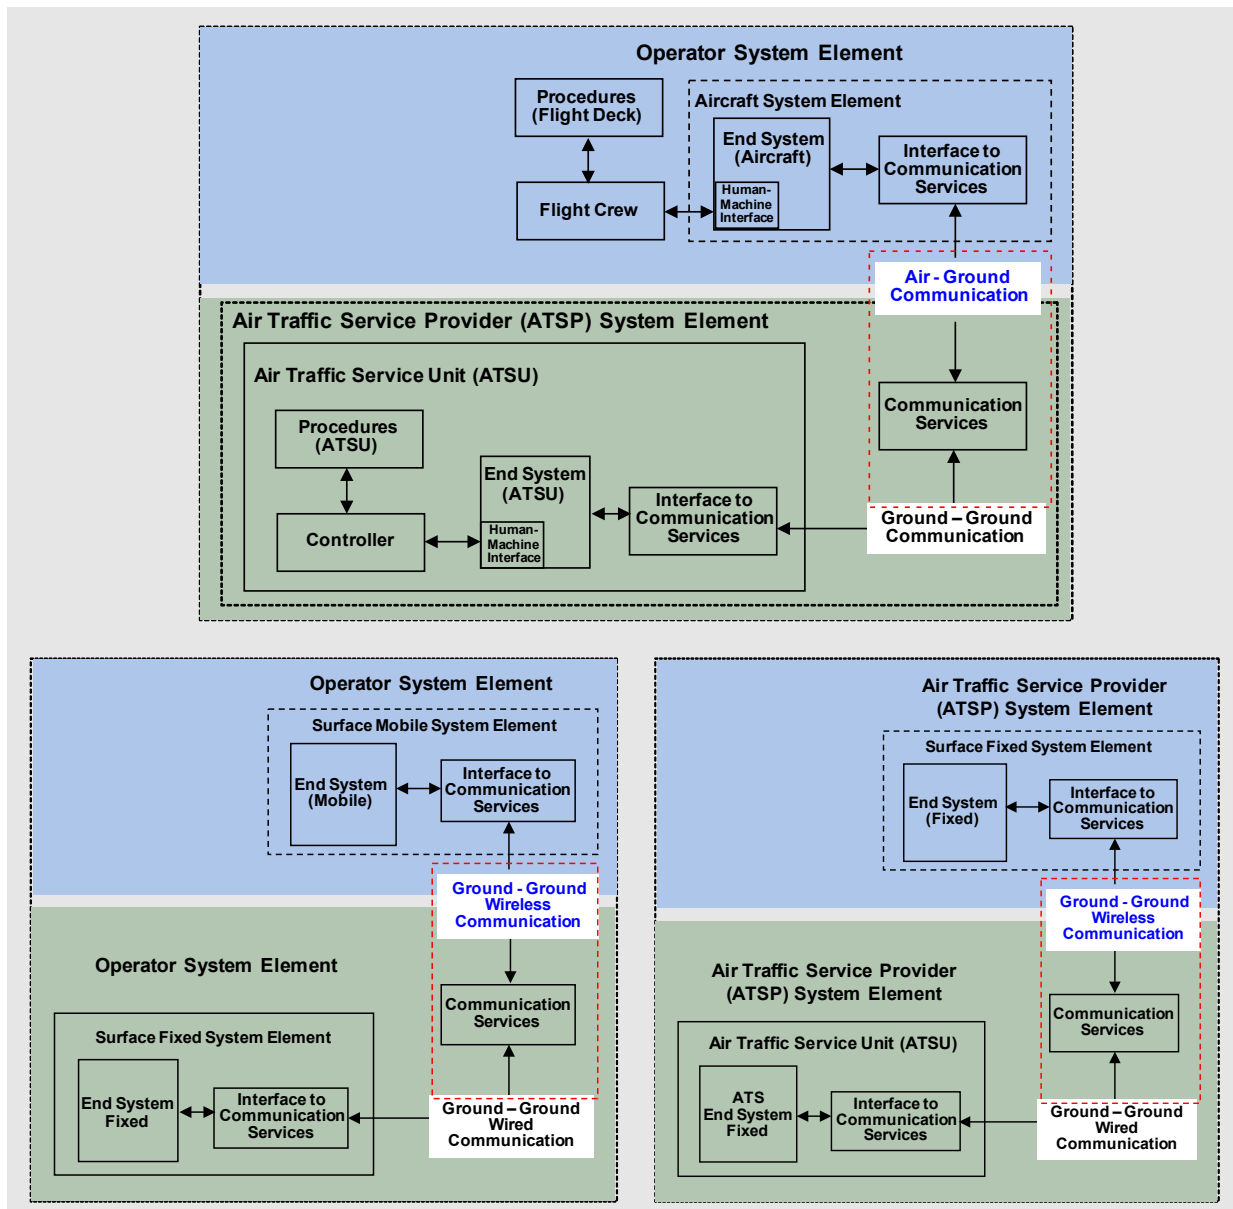 Operator System Element
Procedures
(Flight Deck)
Aircraft System Element
End System
(Aircraft)
Interface to
Communication
Services
Human-
Machine
Interface
Flight Crew
Air - Ground
Communication
Air Traffic Service Provider (ATSP) System Element
Air Traffic Service Unit (ATSU)
Communication
Services
Procedures
(ATSU)
End System
(ATSU)
Interface to
Communication
Services
Human-
Machine
Interface
Controller
Ground – Ground
Communication
Operator System Element
Surface Mobile System Element
End System
(Mobile)
Interface to
Communication
Services
Ground - Ground
Wireless
Communication
Operator System Element
Communication
Services
Surface Fixed System Element
End System
Fixed
Interface to
Communication
Services
Ground – Ground
Wired
Communication
Air Traffic Service Provider
(ATSP) System Element
Surface Fixed System Element
End System
(Fixed)
Interface to
Communication
Services
Ground - Ground
Wireless
Communication
Air Traffic Service Provider
(ATSP) System Element
Communication
Services
Air Traffic Service Unit (ATSU)
ATS
End System
Fixed
Interface to
Communication
Services
Ground – Ground
Wired
Communication